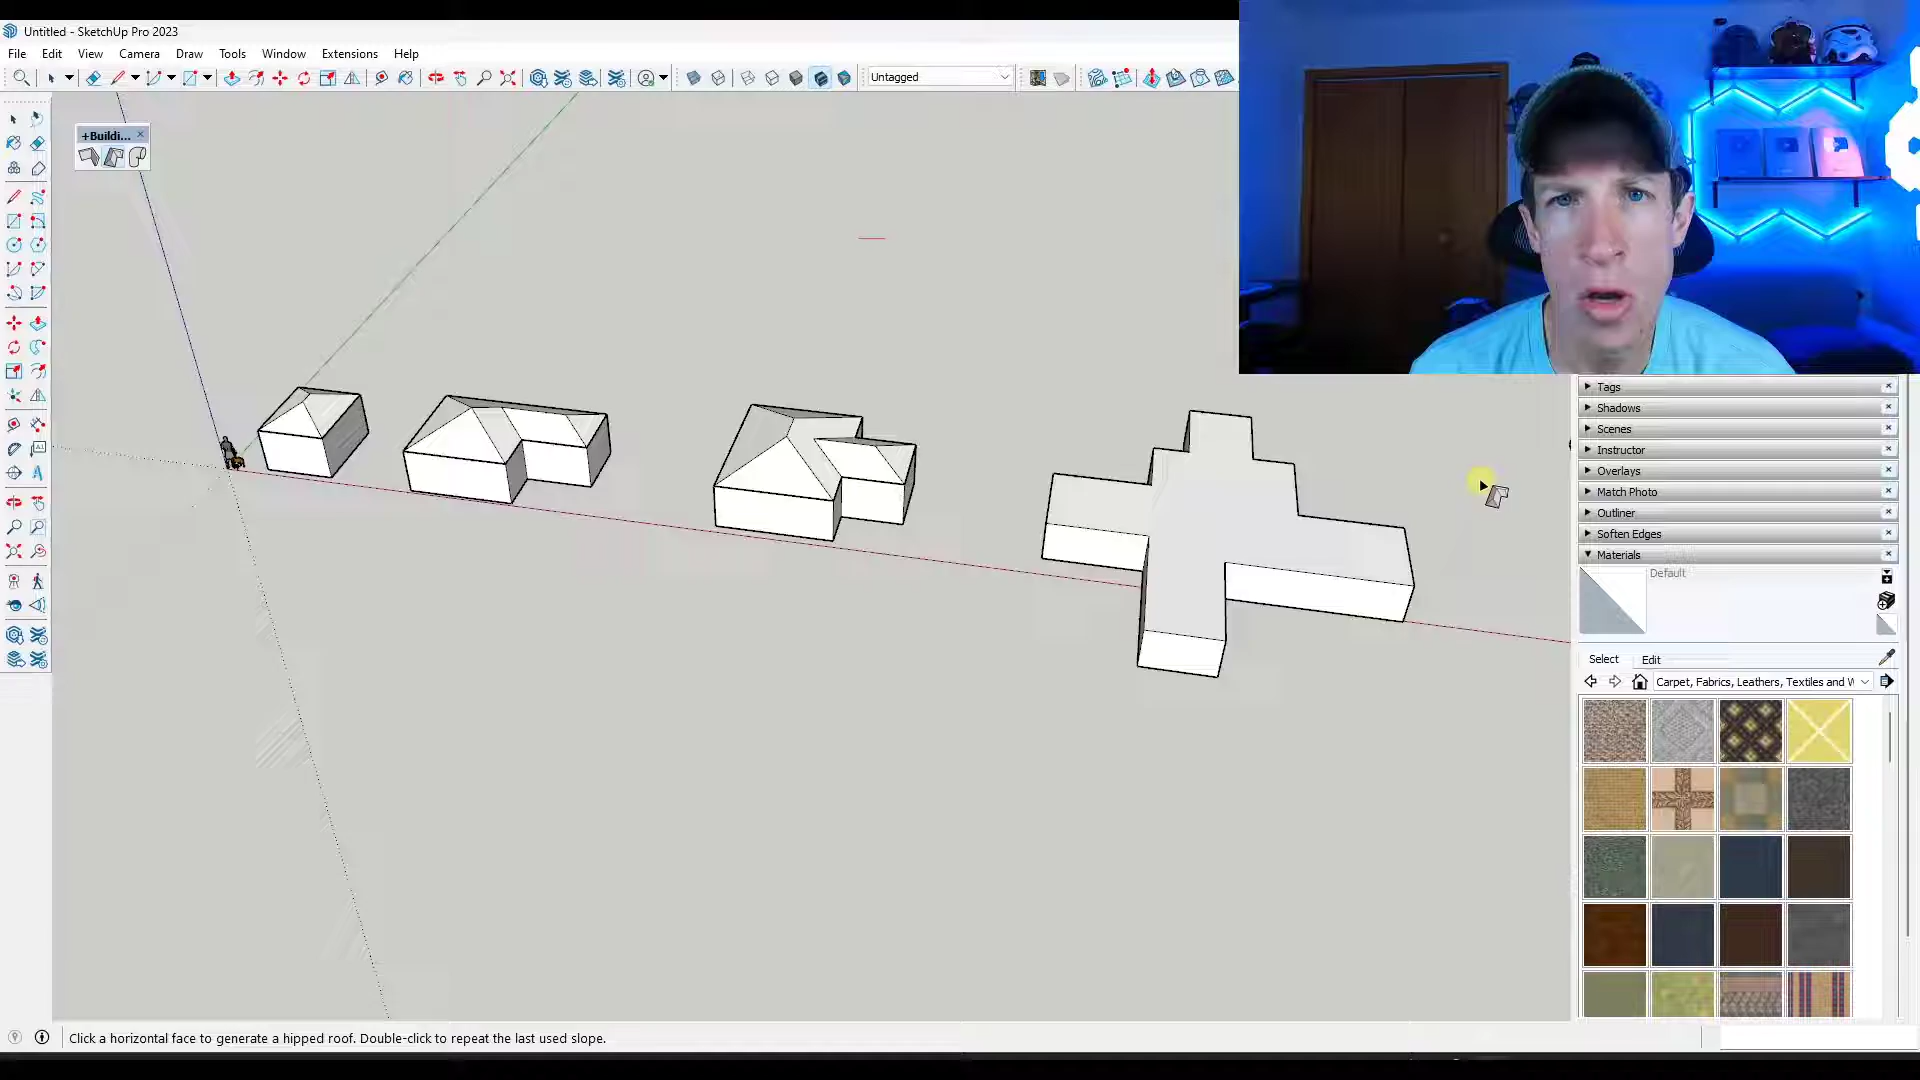 Untitled - SketchUp Pro 2023
File Edit View Camera Draw Tools Window Extensions Help
Untagged
+Buildi...
Tags
Shadows
Scenes
Instructor
Overlays
Match Photo
Outliner
Soften Edges
Materials
Default
Select Edit
Carpet, Fabrics, Leathers, Textiles and W
Click a horizontal face to generate a hipped roof. Double-click to repeat the last used slope.